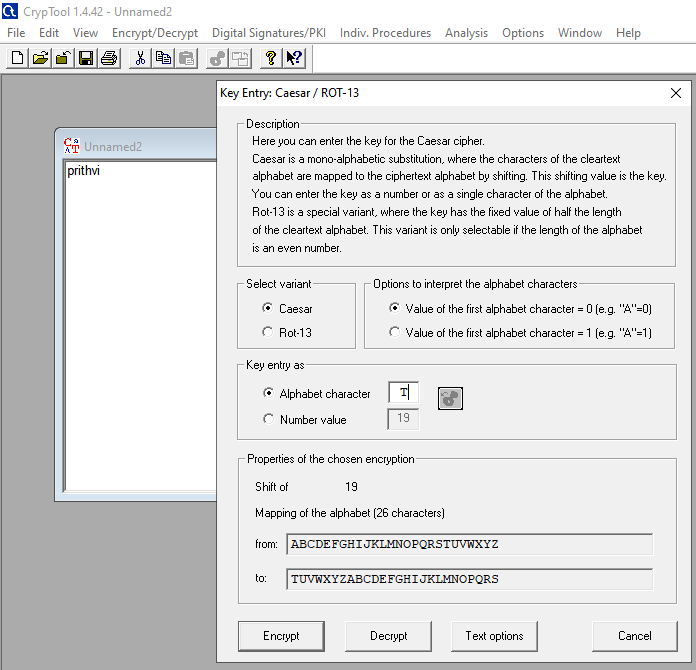 CrypTool 1.4.42 - Unnamed2
File Edit View Encrypt/Decrypt Digital Signatures/PKI Indiv. Procedures Analysis Options Window Help
Unnamed2
prithvi
Key Entry: Caesar / ROT-13
Description
Here you can enter the key for the Caesar cipher.
Caesar is a mono-alphabetic substitution, where the characters of the cleartext
alphabet are mapped to the ciphertext alphabet by shifting. This shifting value is the key.
You can enter the key as a number or as a single character of the alphabet.
Rot-13 is a special variant, where the key has the fixed value of half the length
of the cleartext alphabet. This variant is only selectable if the length of the alphabet
is an even number.
Select variant
Caesar
Rot-13
Options to interpret the alphabet characters
Value of the first alphabet character = 0 (e.g. "A"=0)
Value of the first alphabet character = 1 (e.g. "A"=1)
Key entry as
Alphabet character T
Number value 19
Properties of the chosen encryption
Shift of 19
Mapping of the alphabet (26 characters)
from: ABCDEFGHIJKLMNOPQRSTUVWXYZ
to: TUVWXYZABCDEFGHIJKLMNOPQRS
Encrypt Decrypt Text options Cancel